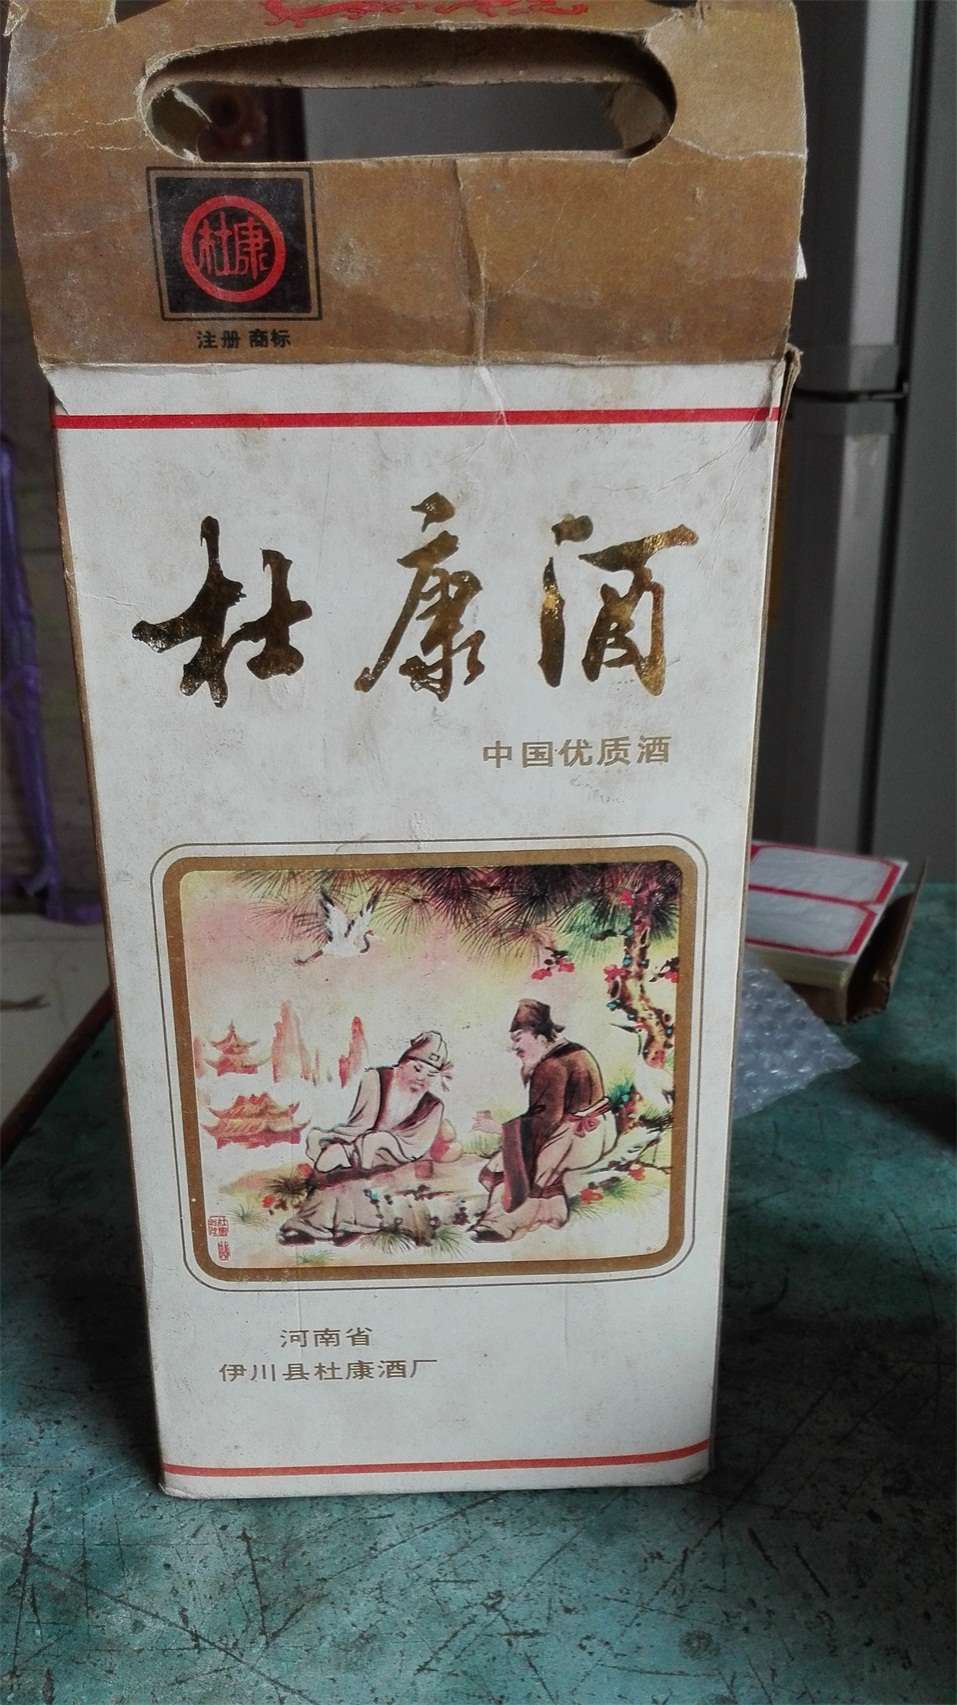 杜康
注册 商标
杜康酒
中国优质酒
河南省
伊川县杜康酒厂